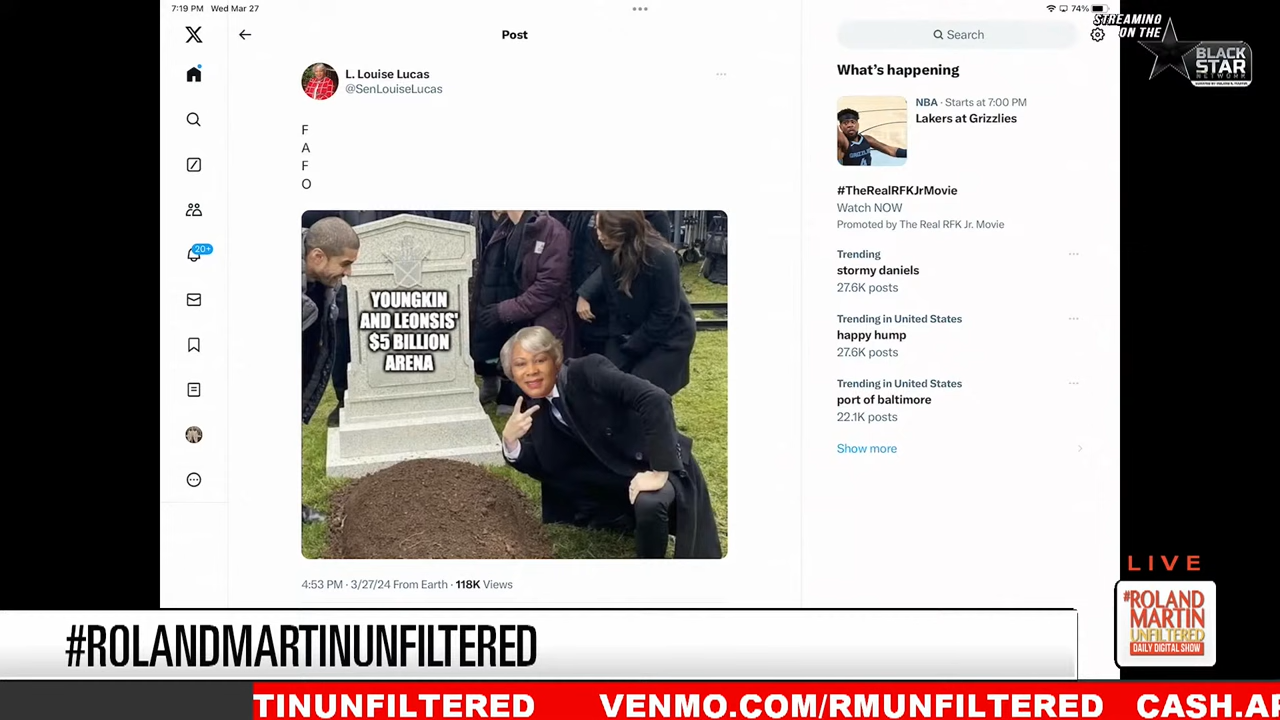 7:19 PM Wed Mar 27
74%
STREAMING
ON THE
BLACK
STAR
NETWORK
Post
Search
L. Louise Lucas
@SenLouiseLucas
F
A
F
O
YOUNGKIN
AND LEONSIS'
$5 BILLION
ARENA
4:53 PM · 3/27/24 From Earth · 118K Views
20+
What's happening
NBA · Starts at 7:00 PM
Lakers at Grizzlies
#TheRealRFKJrMovie
Watch NOW
Promoted by The Real RFK Jr. Movie
Trending
stormy daniels
27.6K posts
Trending in United States
happy hump
27.6K posts
Trending in United States
port of baltimore
22.1K posts
Show more
LIVE
#ROLAND
MARTIN
UNFILTERED
DAILY DIGITAL SHOW
#ROLANDMARTINUNFILTERED
TINUNFILTERED VENMO.COM/RMUNFILTERED CASH.AP